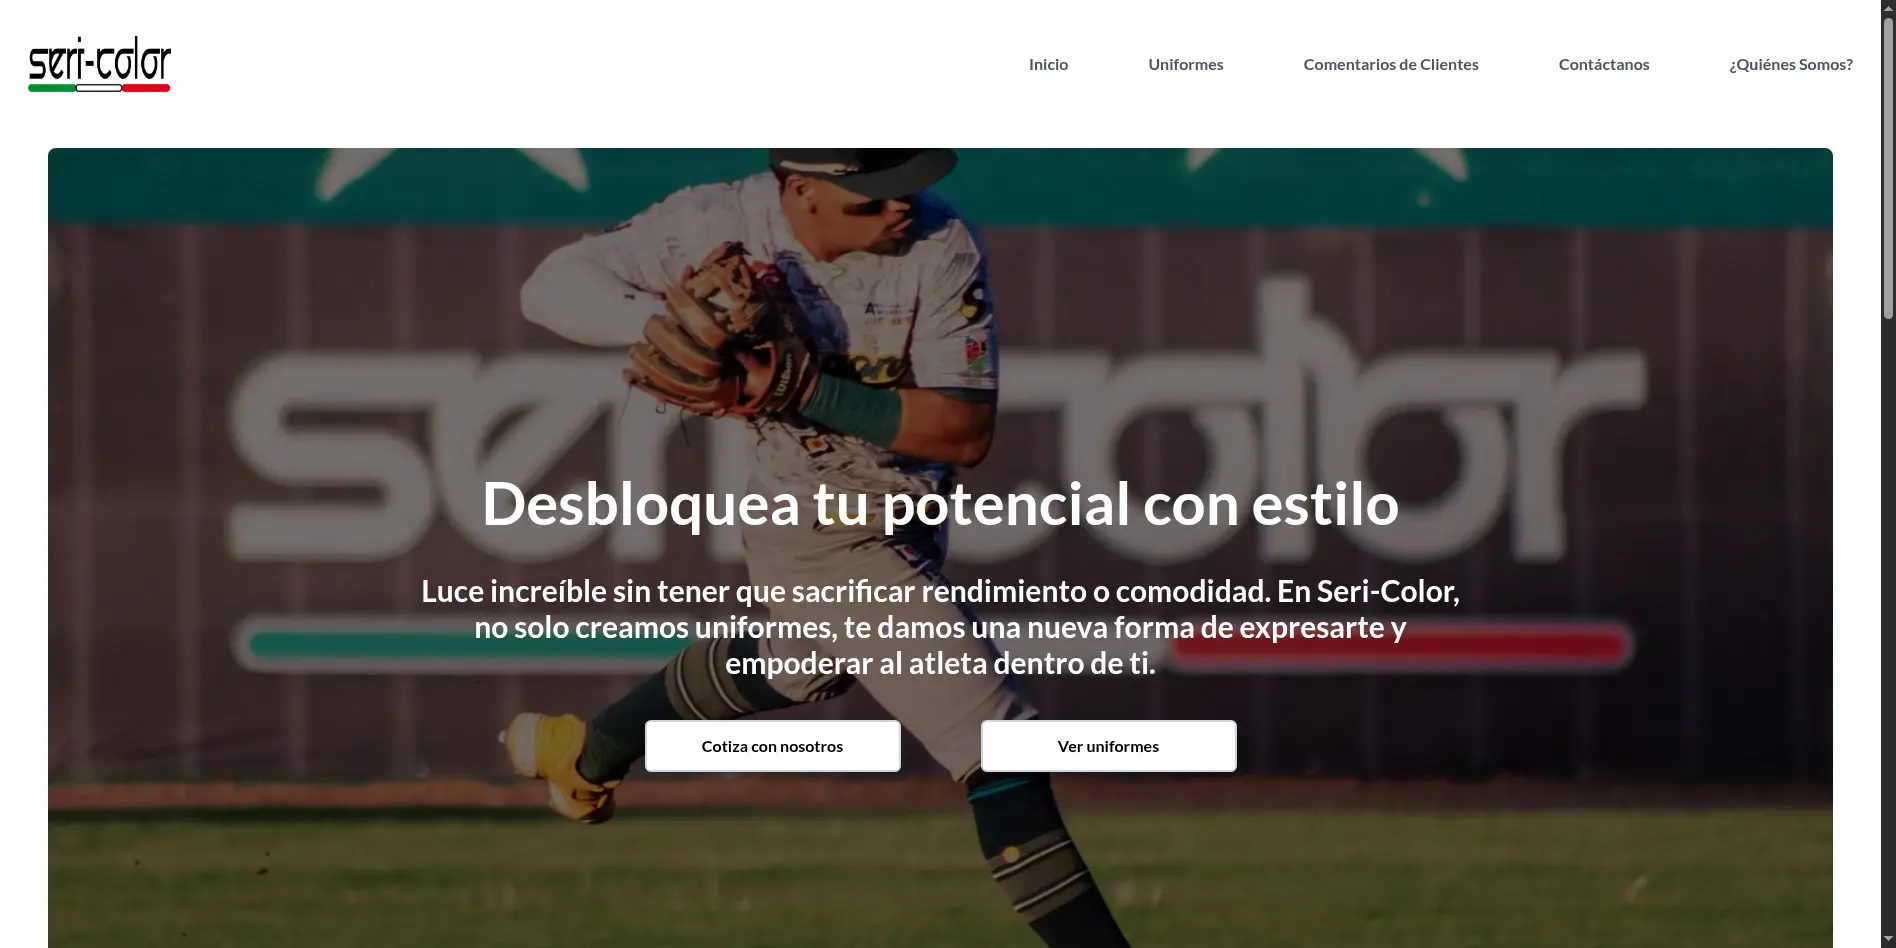 seri-color
Inicio
Uniformes
Comentarios de Clientes
Contáctanos
¿Quiénes Somos?
seri-color
Wilson
Desbloquea tu potencial con estilo
Luce increíble sin tener que sacrificar rendimiento o comodidad. En Seri-Color,
no solo creamos uniformes, te damos una nueva forma de expresarte y
empoderar al atleta dentro de ti.
Cotiza con nosotros
Ver uniformes